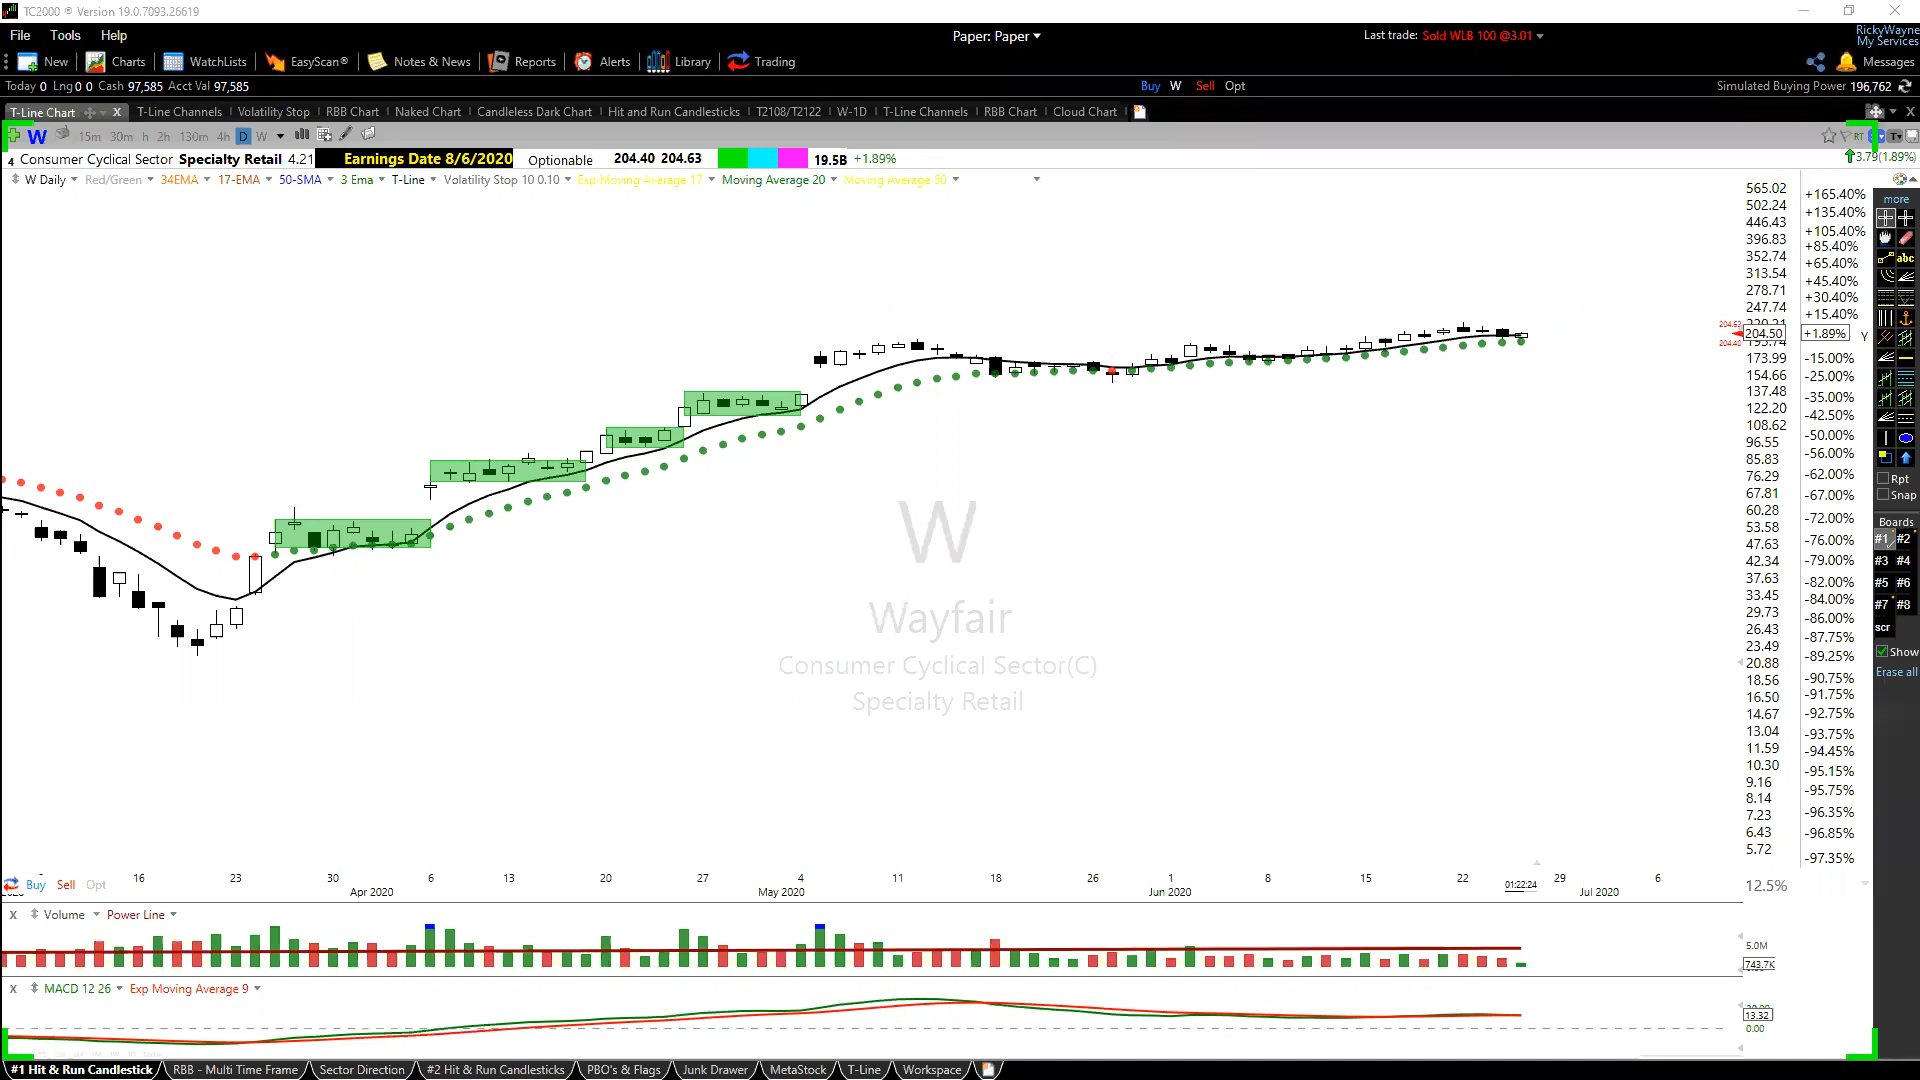 TC2000 ® Version 19.0.7093.26619
File Tools Help Paper: Paper Last trade: Sold WLB 100 @3.01 RickyWayne
My Services
New Charts WatchLists EasyScan® Notes & News Reports Alerts Library Trading Messages
Today 0 Lng 0 0 Cash 97,585 Acct Val 97,585 Buy W Sell Opt Simulated Buying Power 196,762
T-Line Chart X T-Line Channels Volatility Stop RBB Chart Naked Chart Candleless Dark Chart Hit and Run Candlesticks T2108/T2122 W-1D T-Line Channels RBB Chart Cloud Chart X
W 15m 30m h 2h 130m 4h D W RT T
4 Consumer Cyclical Sector Specialty Retail 4.21 Earnings Date 8/6/2020 Optionable 204.40 204.63 19.5B +1.89% 3.79(1.89%)
W Daily Red/Green 34EMA 17-EMA 50-SMA 3 Ema T-Line Volatility Stop 10 0.10 Exp Moving Average 17 Moving Average 20 Moving Average 50
565.02 +165.40% more
502.24 +135.40%
446.43 +105.40%
396.83 +85.40%
352.74 +65.40% abc
313.54 +45.40%
278.71 +30.40%
247.74 +15.40%
204.63
204.50 +1.89% Y
204.40
173.99 -15.00%
154.66 -25.00%
137.48 -35.00%
122.20 -42.50%
108.62 -50.00%
96.55 -56.00%
85.83 -62.00%
76.29 -67.00% Rpt
67.81 -72.00% Snap
60.28 -76.00% Boards
53.58 -79.00% #1 #2
47.63 -82.00% #3 #4
42.34 -84.00% #5 #6
37.63 -86.00% #7 #8
33.45 -87.75% scr
29.73 -89.25% Show
26.43 -90.75% Erase all
23.49 -91.75%
20.88 -92.75%
18.56 -93.75%
16.50 -94.45%
14.67 -95.15%
13.04 -95.75%
11.59 -96.35%
10.30 -96.85%
9.16 -97.35%
8.14
7.23
6.43
5.72
W
Wayfair
Consumer Cyclical Sector(C)
Specialty Retail
Buy Sell Opt 16 23 30 6 13 20 27 4 11 18 26 1 8 15 22 01:22:24 29 6 12.5%
Apr 2020 May 2020 Jun 2020 Jul 2020
X Volume Power Line
5.0M
743.7K
X MACD 12 26 Exp Moving Average 9
13.32
0.00
#1 Hit & Run Candlestick RBB - Multi Time Frame Sector Direction #2 Hit & Run Candlesticks PBO's & Flags Junk Drawer MetaStock T-Line Workspace